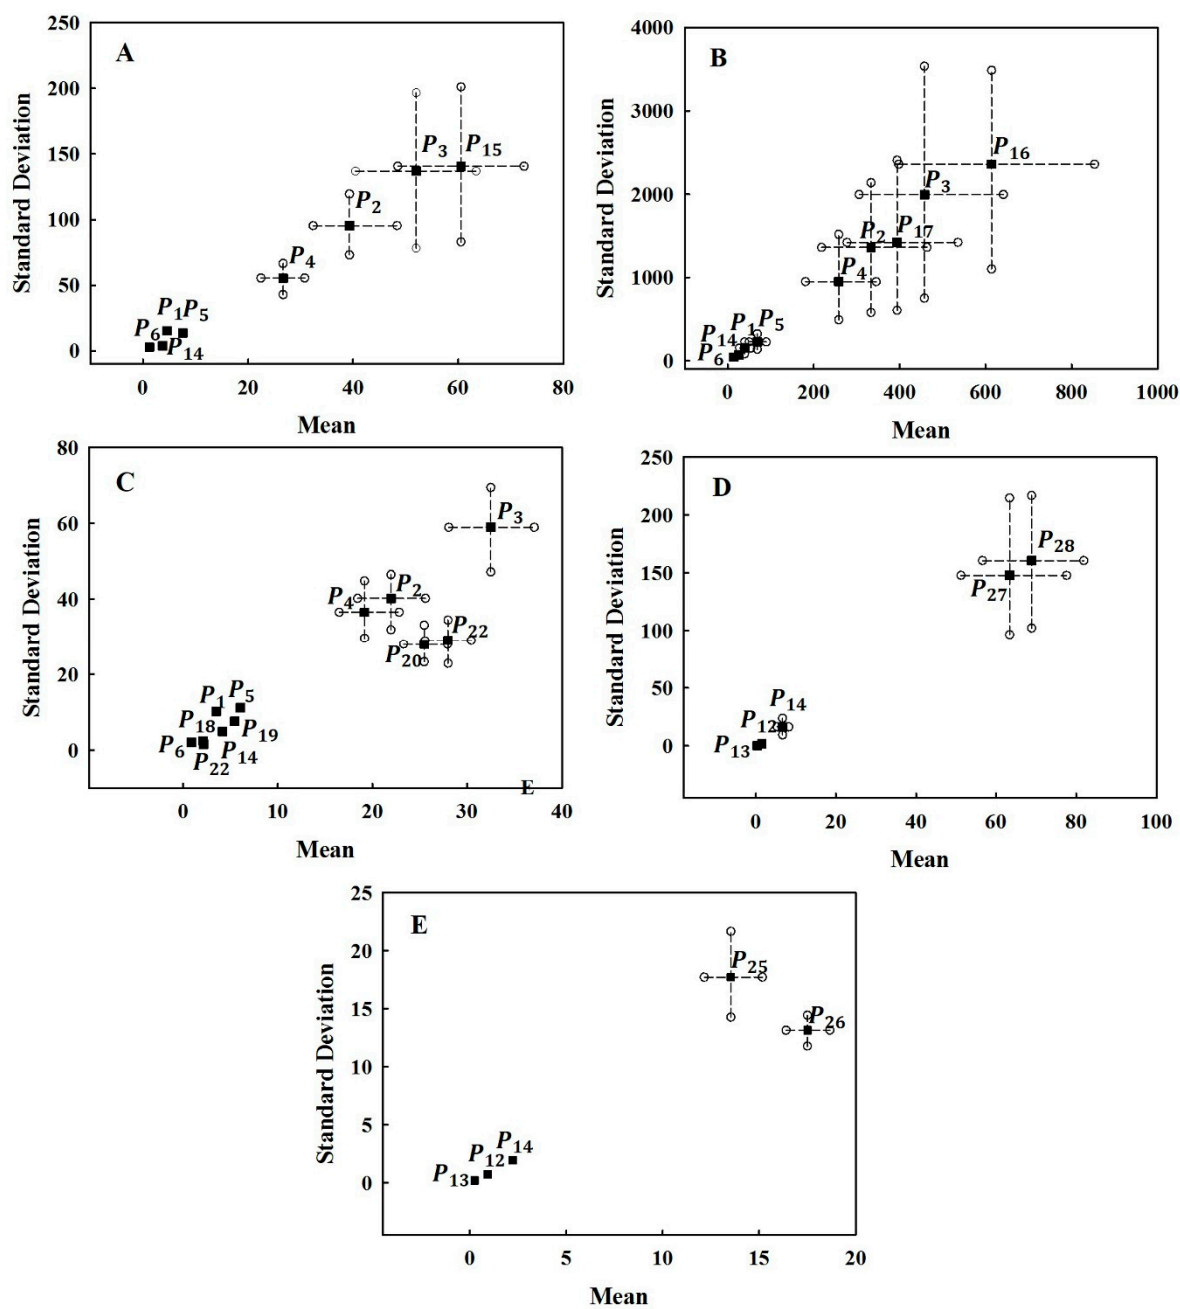 A
Standard Deviation
250
200
150
100
50
0
P3
P15
P2
P4
P1
P5
P6
P14
0
20
40
60
80
Mean
B
Standard Deviation
4000
3000
2000
1000
0
P16
P3
P2
P17
P4
P14
P1
P5
P6
0
200
400
600
800
1000
Mean
C
Standard Deviation
80
60
40
20
0
P3
P4
P2
P20
P22
P1
P5
P18
P19
P6
P22
P14
E
0
10
20
30
40
Mean
D
Standard Deviation
250
200
150
100
50
0
P28
P27
P14
P12
P13
0
20
40
60
80
100
Mean
E
Standard Deviation
25
20
15
10
5
0
P25
P26
P14
P12
P13
0
5
10
15
20
Mean